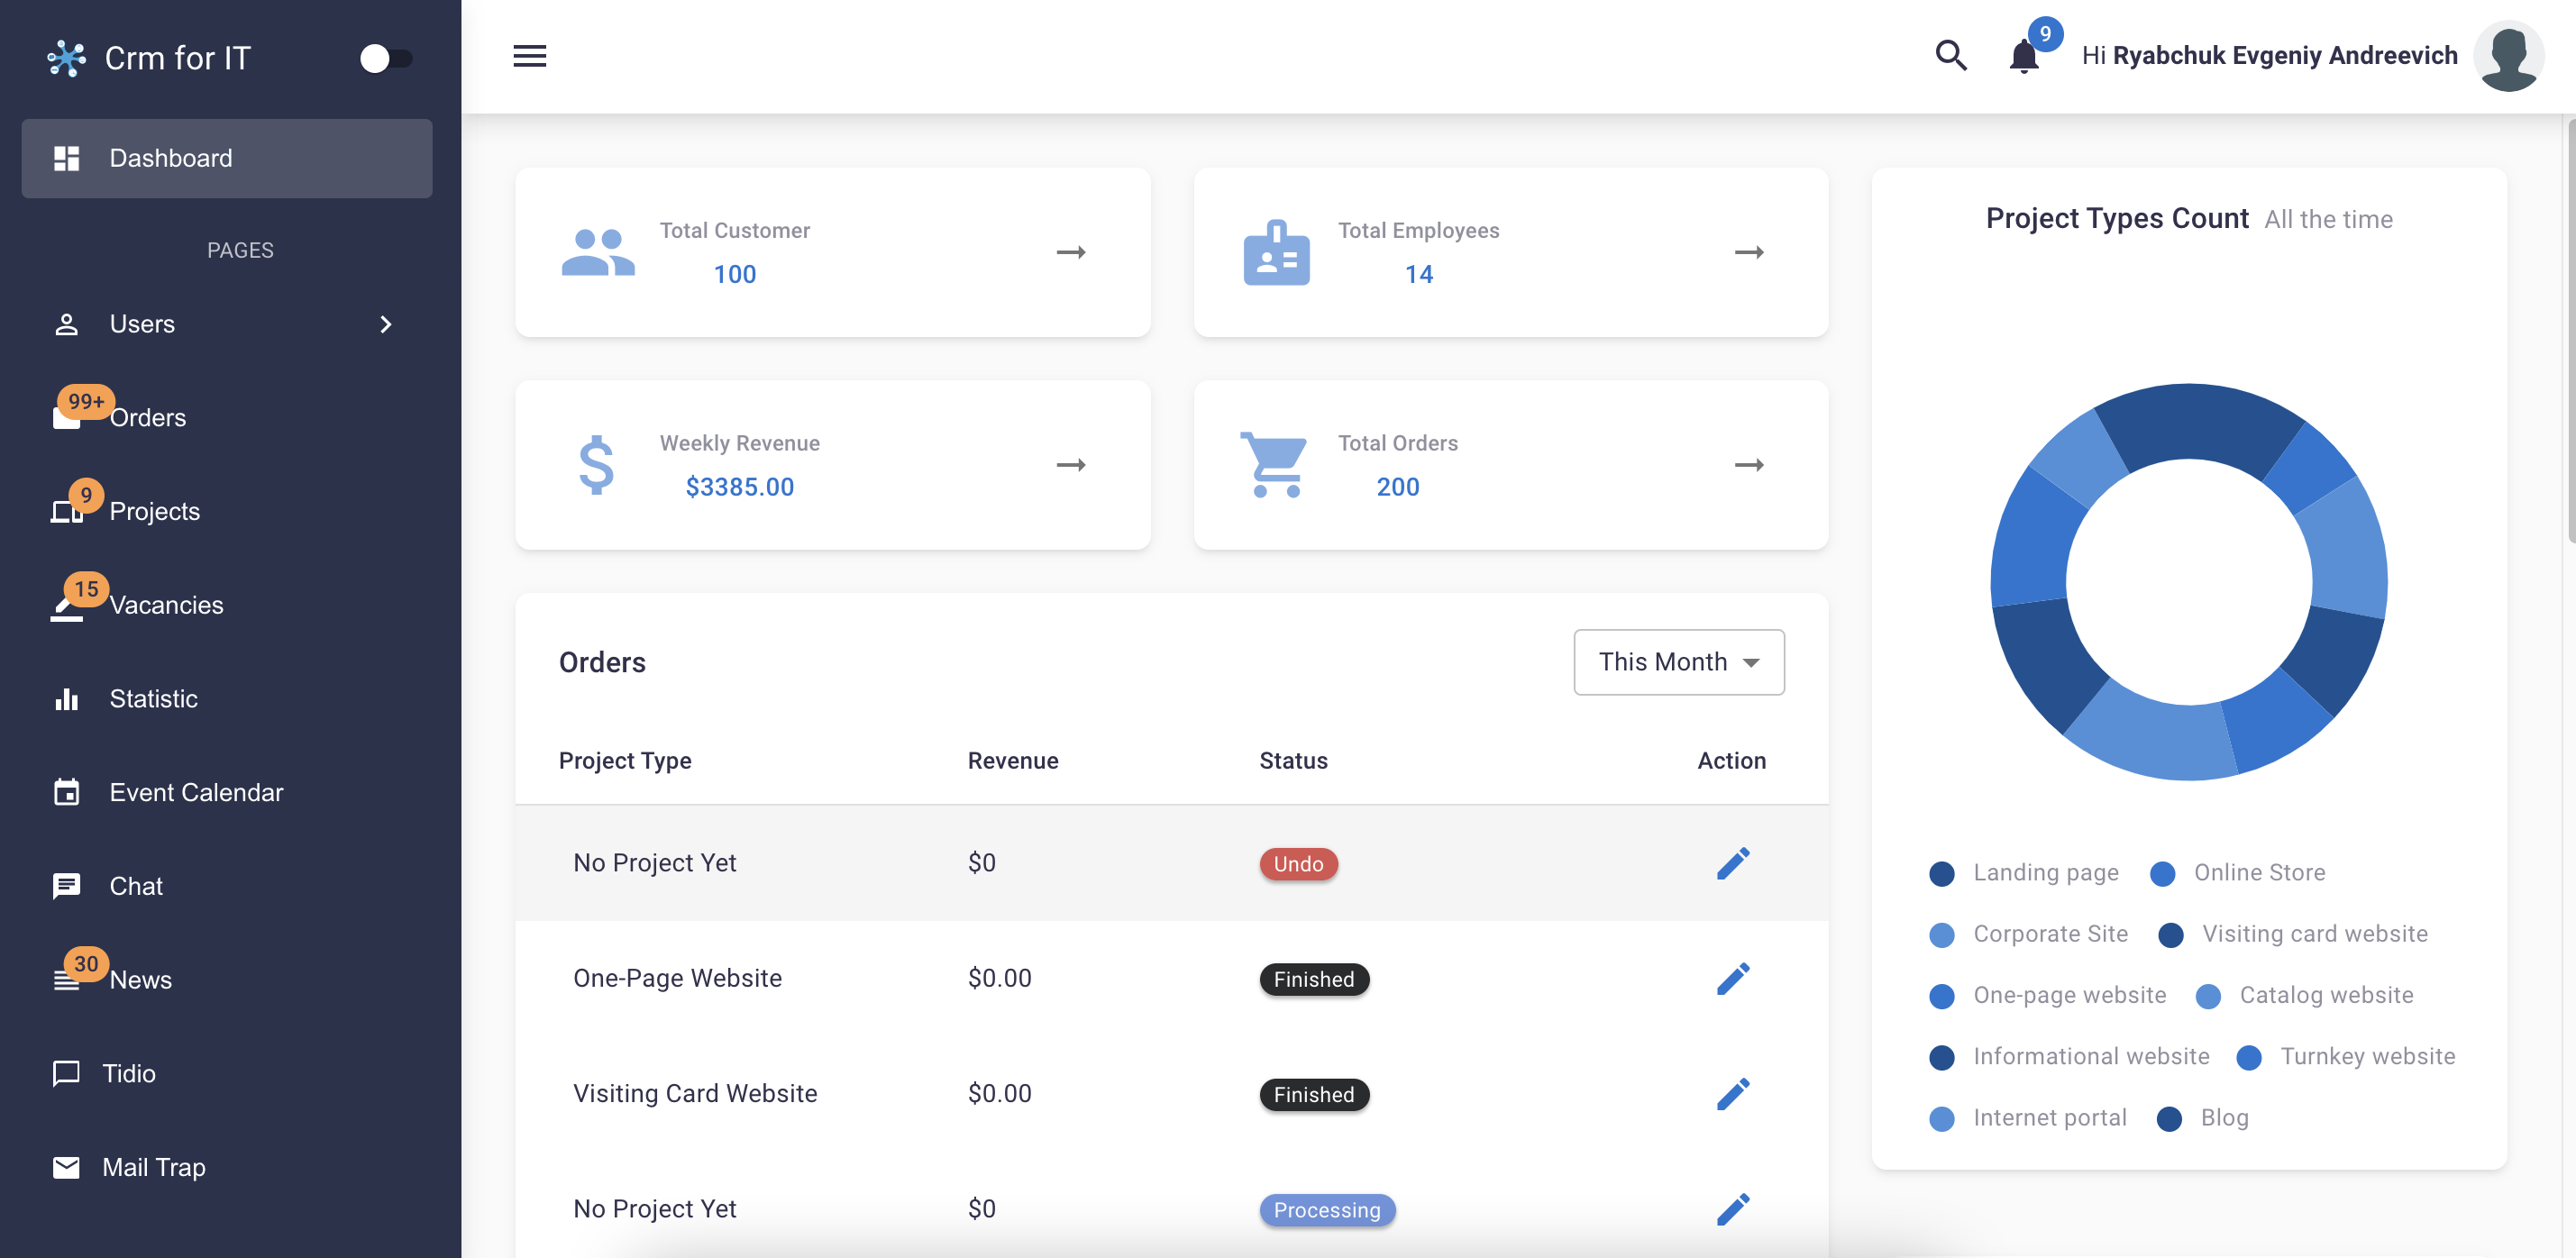 Crm for IT
Dashboard
PAGES
Users
99+
Orders
9
Projects
15
Vacancies
Statistic
Event Calendar
Chat
30
News
Tidio
Mail Trap
9
Hi Ryabchuk Evgeniy Andreevich
Total Customer
100
Total Employees
14
Weekly Revenue
$3385.00
Total Orders
200
Orders
This Month
Project Type Revenue Status Action
No Project Yet $0 Undo
One-Page Website $0.00 Finished
Visiting Card Website $0.00 Finished
No Project Yet $0 Processing
Project Types Count All the time
Landing page Online Store
Corporate Site Visiting card website
One-page website Catalog website
Informational website Turnkey website
Internet portal Blog